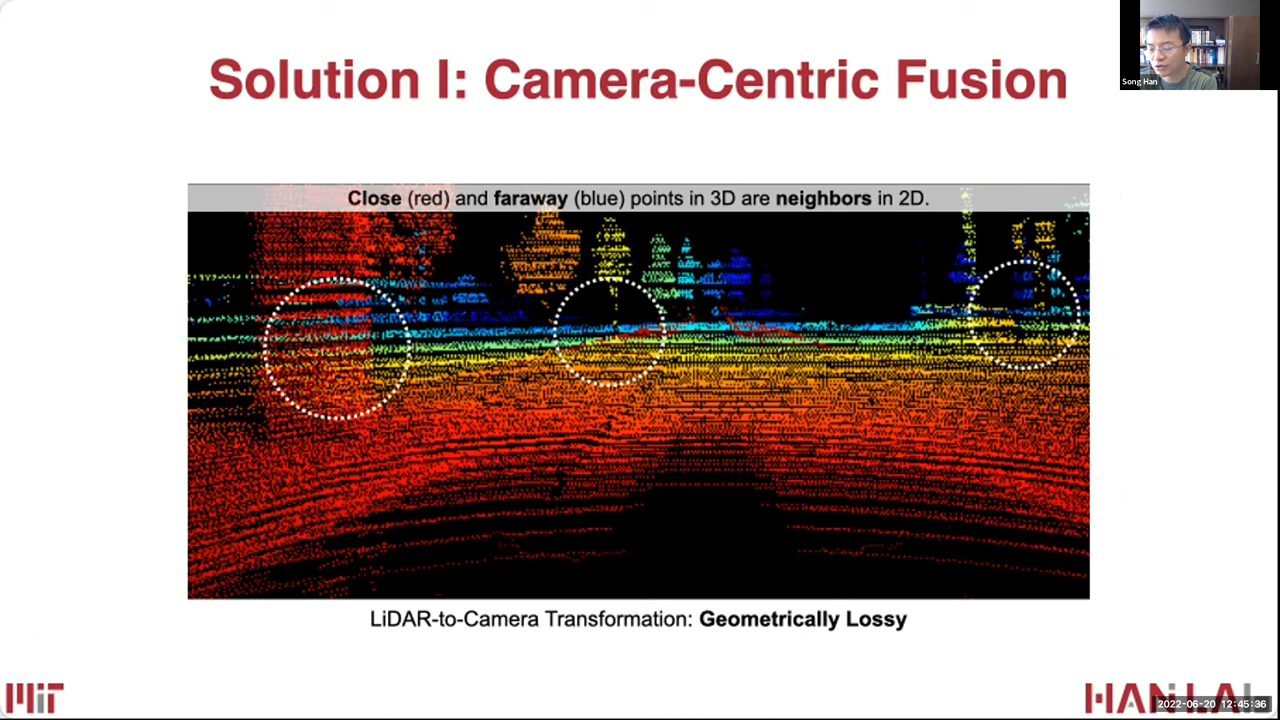 Solution I: Camera-Centric Fusion
Song Han
Close (red) and faraway (blue) points in 3D are neighbors in 2D.
LiDAR-to-Camera Transformation: Geometrically Lossy
MIT
HAN LAB
2022-06-20 12:45:36